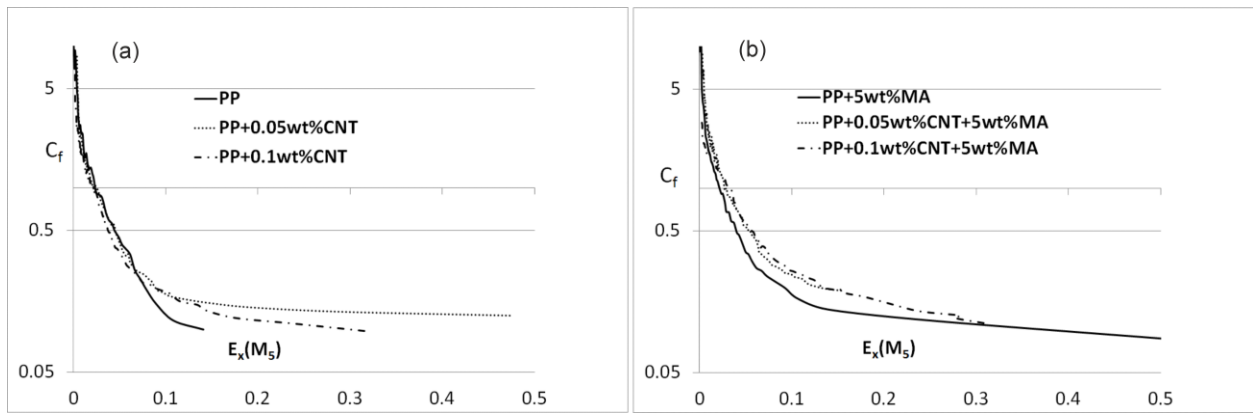 (a)
5
PP
PP+0.05wt%CNT
PP+0.1wt%CNT
Cf
0.5
Ex(M5)
0.05
0 0.1 0.2 0.3 0.4 0.5
(b)
5
PP+5wt%MA
PP+0.05wt%CNT+5wt%MA
PP+0.1wt%CNT+5wt%MA
Cf
0.5
Ex(M5)
0.05
0 0.1 0.2 0.3 0.4 0.5